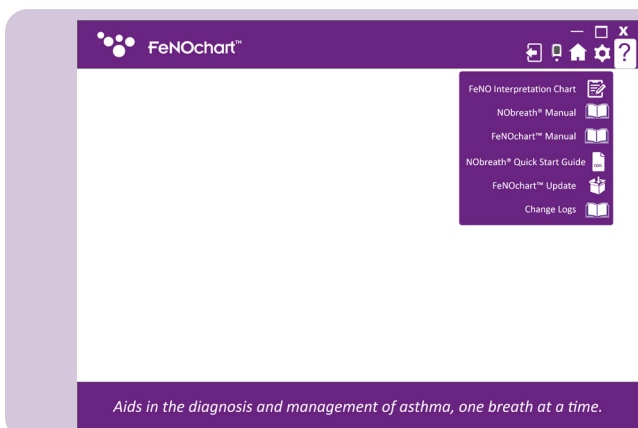 FeNOchart™
X
?
FeNO Interpretation Chart
NObreath® Manual
FeNOchart™ Manual
NObreath® Quick Start Guide
FeNOchart™ Update
Change Logs
Aids in the diagnosis and management of asthma, one breath at a time.